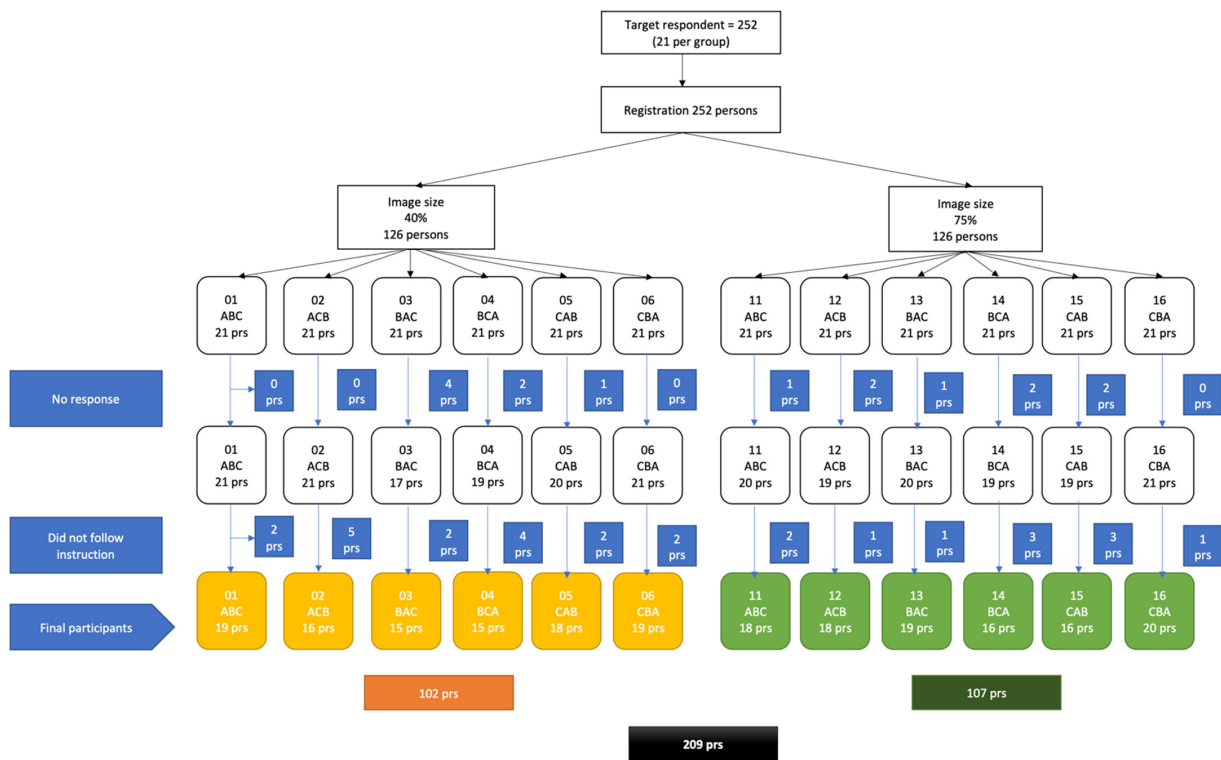 Target respondent = 252
(21 per group)
Registration 252 persons
Image size
40%
126 persons
Image size
75%
126 persons
01
ABC
21 prs
02
ACB
21 prs
03
BAC
21 prs
04
BCA
21 prs
05
CAB
21 prs
06
CBA
21 prs
11
ABC
21 prs
12
ACB
21 prs
13
BAC
21 prs
14
BCA
21 prs
15
CAB
21 prs
16
CBA
21 prs
No response
0
prs
0
prs
4
prs
2
prs
1
prs
0
prs
1
prs
2
prs
1
prs
2
prs
2
prs
0
prs
01
ABC
21 prs
02
ACB
21 prs
03
BAC
17 prs
04
BCA
19 prs
05
CAB
20 prs
06
CBA
21 prs
11
ABC
20 prs
12
ACB
19 prs
13
BAC
20 prs
14
BCA
19 prs
15
CAB
19 prs
16
CBA
21 prs
Did not follow
instruction
2
prs
5
prs
2
prs
4
prs
2
prs
2
prs
2
prs
1
prs
1
prs
3
prs
3
prs
1
prs
Final participants
01
ABC
19 prs
02
ACB
16 prs
03
BAC
15 prs
04
BCA
15 prs
05
CAB
18 prs
06
CBA
19 prs
11
ABC
18 prs
12
ACB
18 prs
13
BAC
19 prs
14
BCA
16 prs
15
CAB
16 prs
16
CBA
20 prs
102 prs
107 prs
209 prs